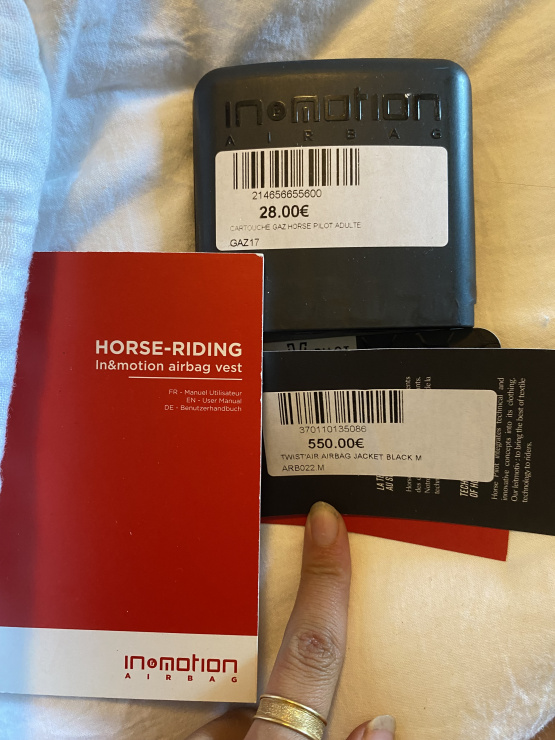 in&motion
AIRBAG
214656655600
28.00€
CARTOUCHE GAZ HORSE PILOT ADULTE
GAZ17
HORSE-RIDING
In&motion airbag vest
FR - Manuel Utilisateur
EN - User Manual
DE - Benutzerhandbuch
in&motion
AIRBAG
370110135086
550.00€
TWIST'AIR AIRBAG JACKET BLACK M
ARB022 M
Horse Pilot integrates technical and
innovative concepts into its clothing.
Our leitmotiv : to bring the best of textile
technology to riders.